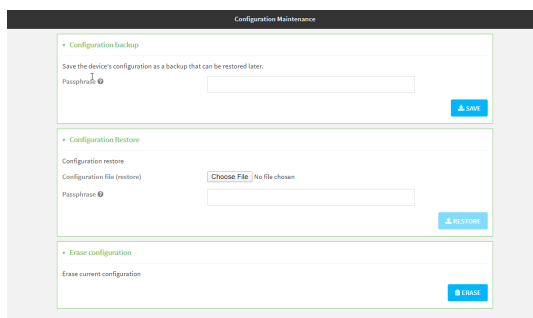 Configuration Maintenance
Configuration backup
Save the device's configuration as a backup that can be restored later.
Passphrase
SAVE
Configuration Restore
Configuration restore
Configuration file (restore) Choose File No file chosen
Passphrase
RESTORE
Erase configuration
Erase current configuration
ERASE